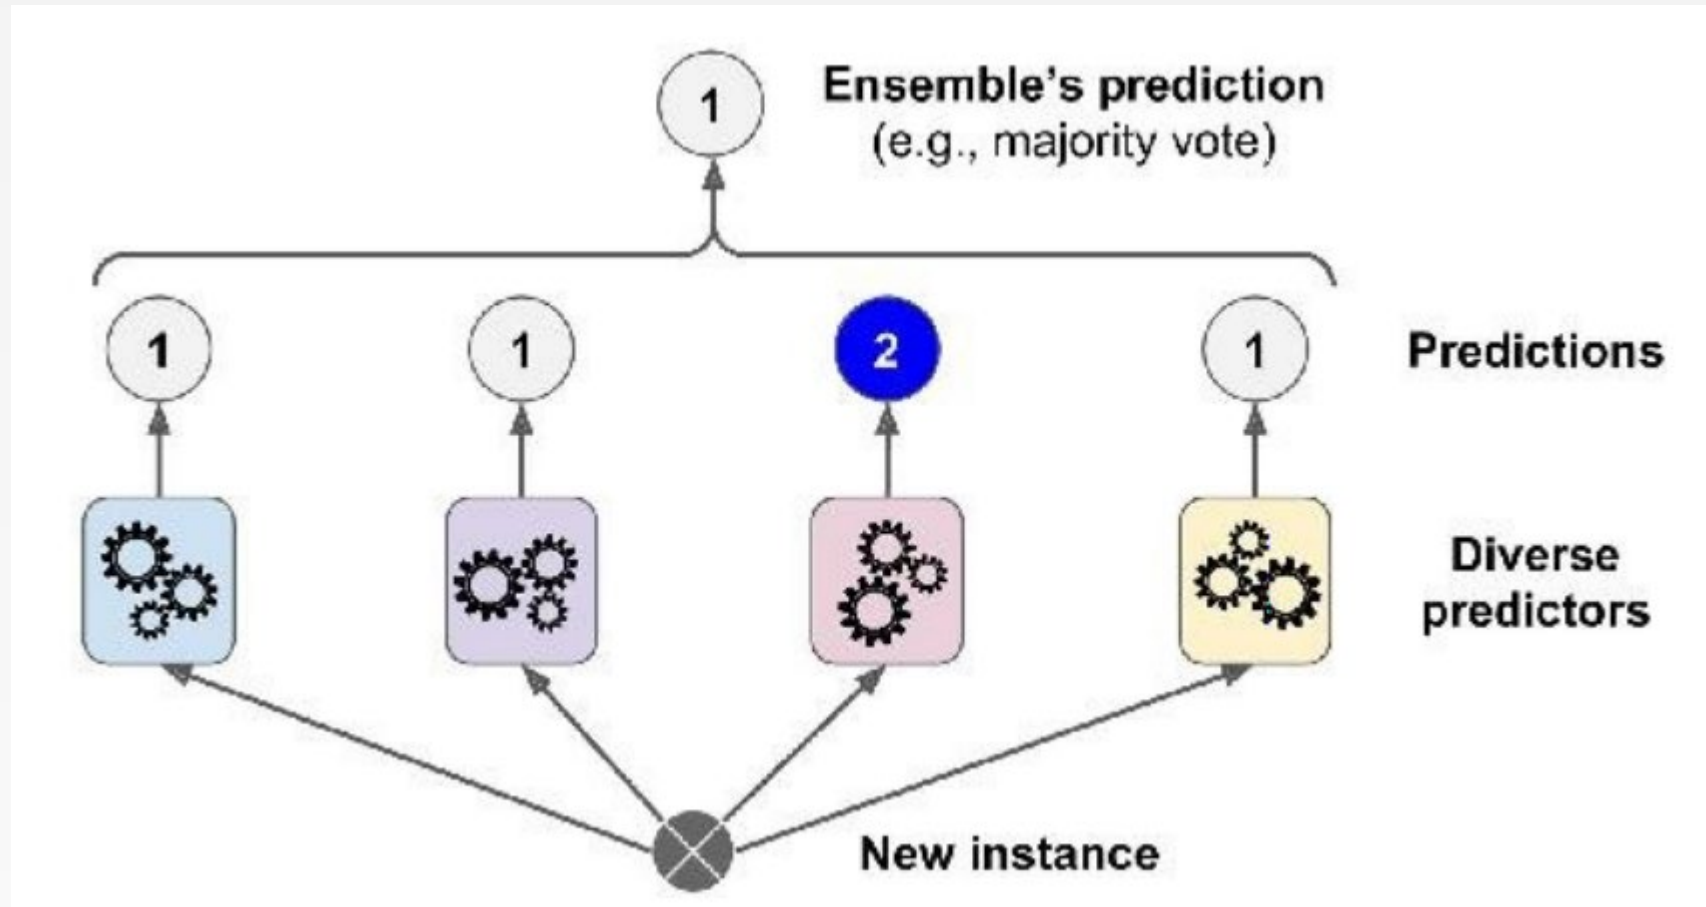 1
Ensemble's prediction
(e.g., majority vote)
1 1 2 1 Predictions
Diverse
predictors
New instance